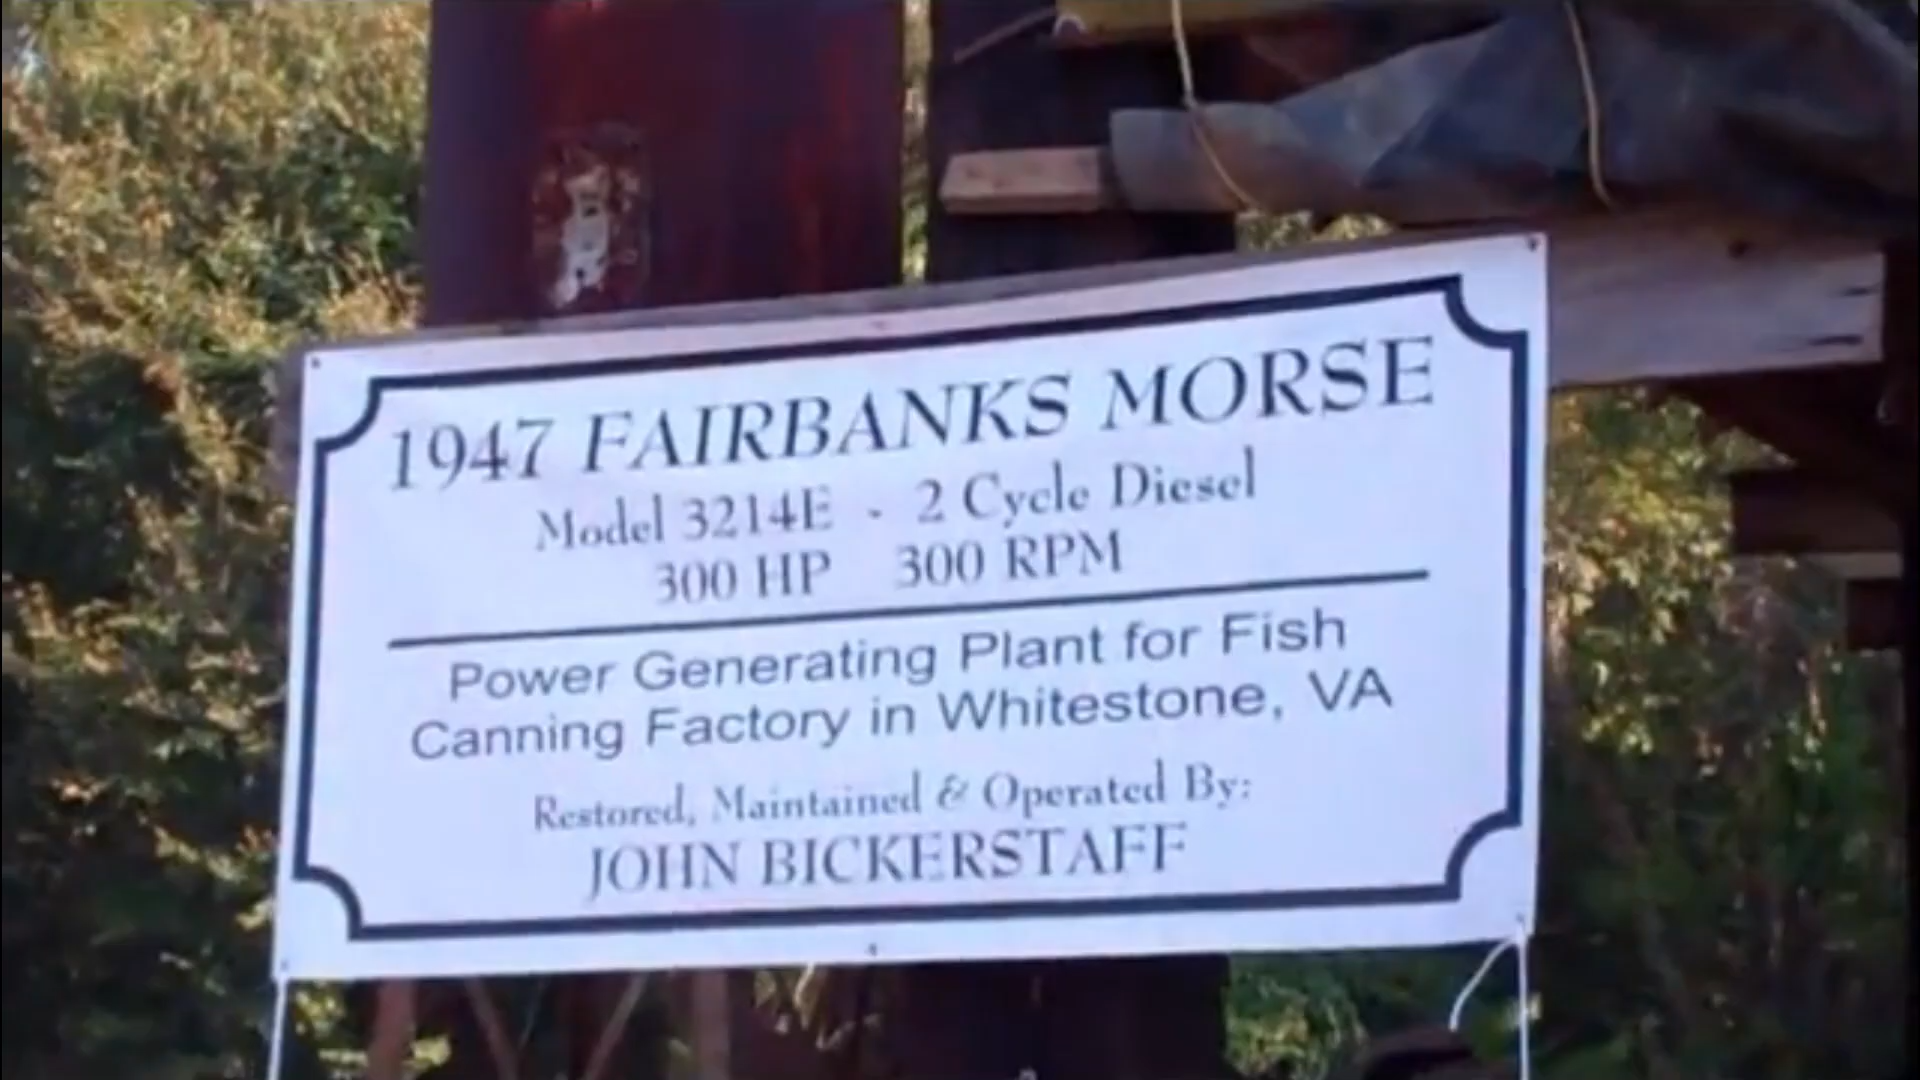 1947 FAIRBANKS MORSE
Model 3214E - 2 Cycle Diesel
300 HP 300 RPM
Power Generating Plant for Fish
Canning Factory in Whitestone, VA
Restored, Maintained & Operated By:
JOHN BICKERSTAFF